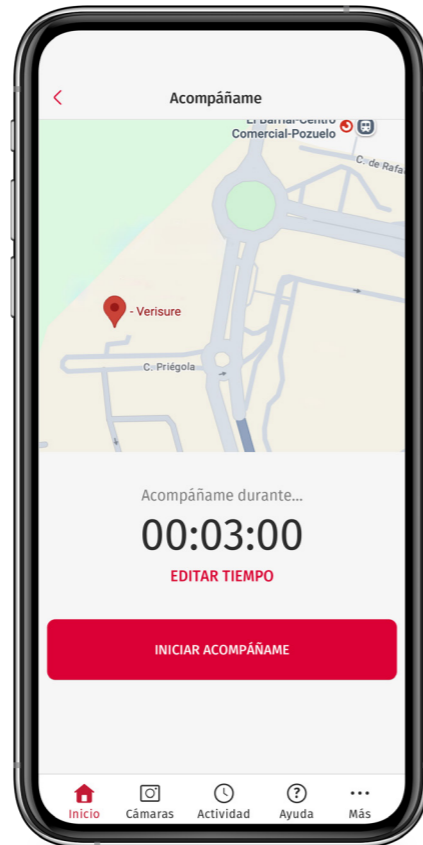 Acompáñame
El Barrial-Centro
Comercial-Pozuelo
C. de Rafa
- Verisure
C. Priégola
Acompáñame durante...
00:03:00
EDITAR TIEMPO
INICIAR ACOMPÁÑAME
Inicio
Cámaras
Actividad
Ayuda
Más